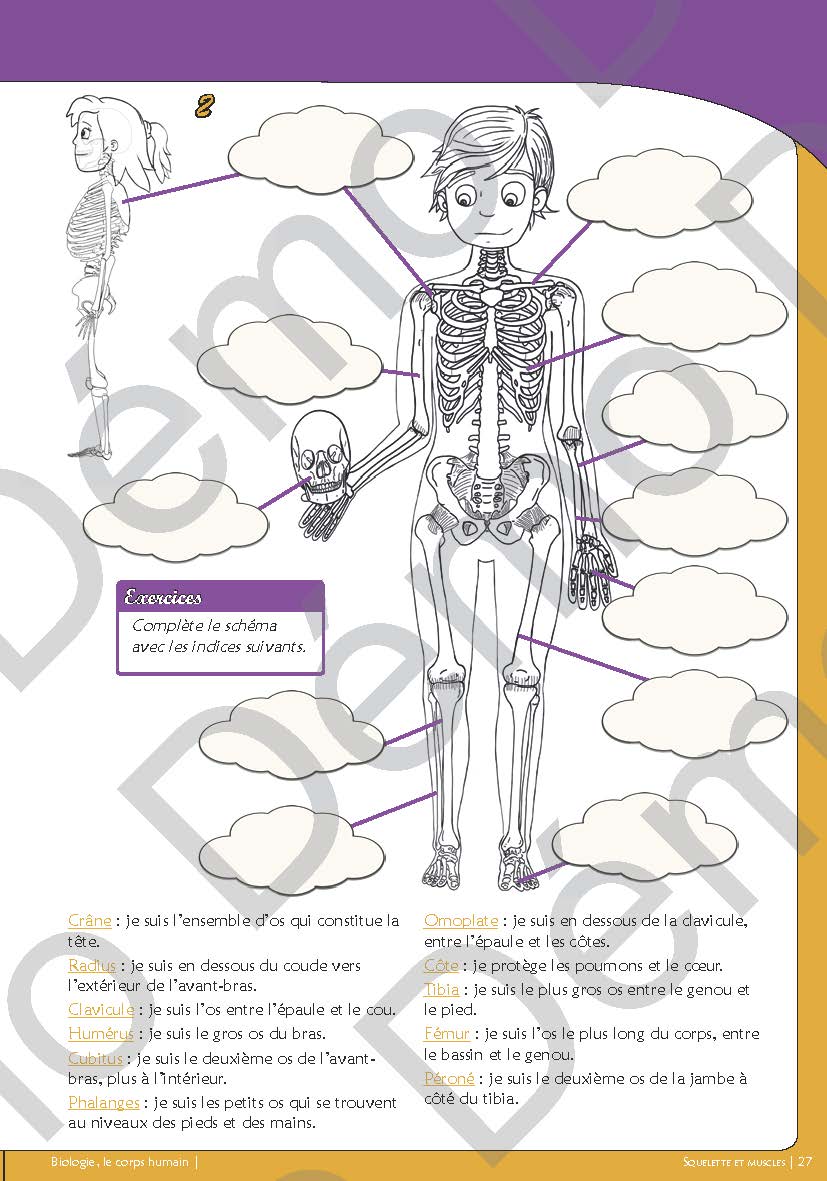 2
Exercices
Complète le schéma
avec les indices suivants.
Crâne : je suis l'ensemble d'os qui constitue la
tête.
Radius : je suis en dessous du coude vers
l'extérieur de l'avant-bras.
Clavicule : je suis l'os entre l'épaule et le cou.
Humérus : je suis le gros os du bras.
Cubitus : je suis le deuxième os de l'avant-
bras, plus à l'intérieur.
Phalanges : je suis les petits os qui se trouvent
au niveaux des pieds et des mains.
Omoplate : je suis en dessous de la clavicule,
entre l'épaule et les côtes.
Côte : je protège les poumons et le cœur.
Tibia : je suis le plus gros os entre le genou et
le pied.
Fémur : je suis l'os le plus long du corps, entre
le bassin et le genou.
Péroné : je suis le deuxième os de la jambe à
côté du tibia.
Biologie, le corps humain |
Squelette et muscles | 27
Démo Démo Démo